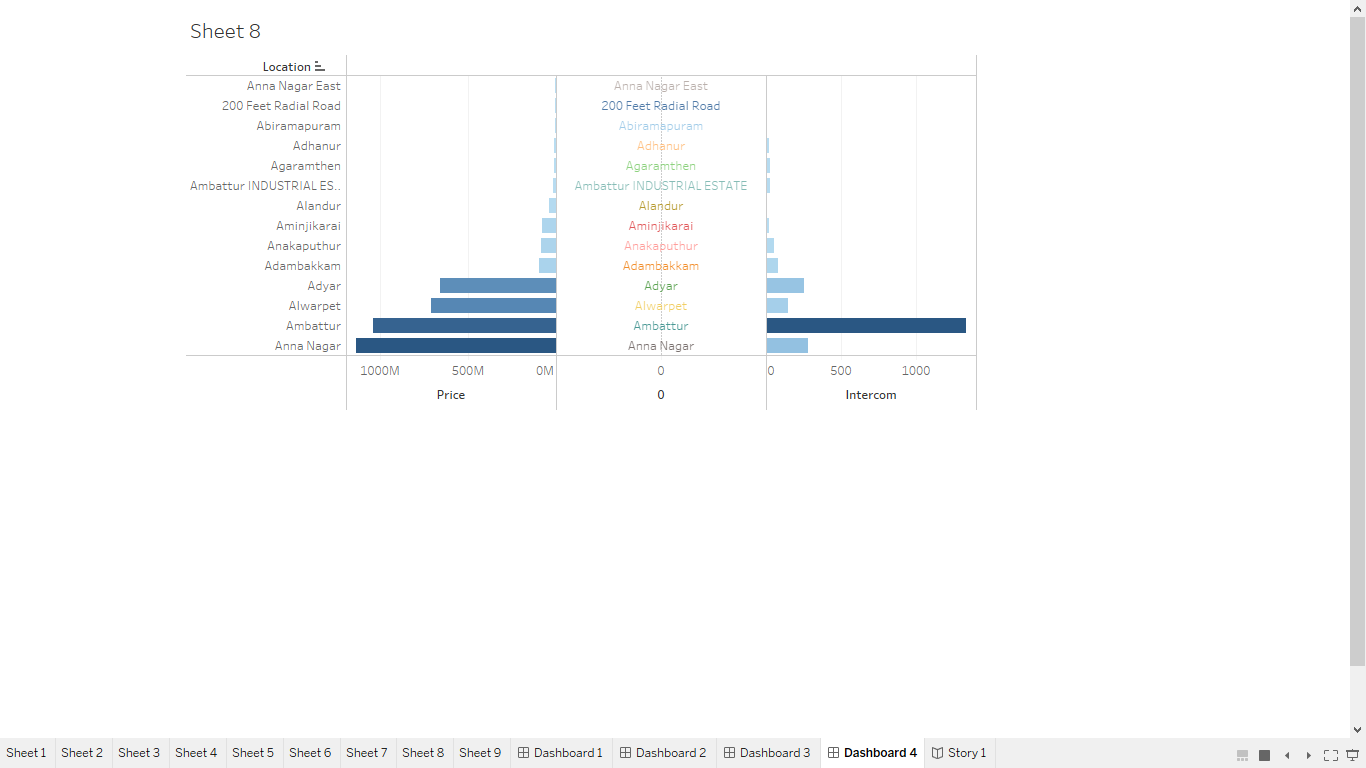 Sheet 8
Location
Anna Nagar East Anna Nagar East
200 Feet Radial Road 200 Feet Radial Road
Abiramapuram Abiramapuram
Adhanur Adhanur
Agaramthen Agaramthen
Ambattur INDUSTRIAL ES.. Ambattur INDUSTRIAL ESTATE
Alandur Alandur
Aminjikarai Aminjikarai
Anakaputhur Anakaputhur
Adambakkam Adambakkam
Adyar Adyar
Alwarpet Alwarpet
Ambattur Ambattur
Anna Nagar Anna Nagar
1000M 500M 0M 0 0 500 1000
Price 0 Intercom
Sheet 1 Sheet 2 Sheet 3 Sheet 4 Sheet 5 Sheet 6 Sheet 7 Sheet 8 Sheet 9 Dashboard 1 Dashboard 2 Dashboard 3 Dashboard 4 Story 1